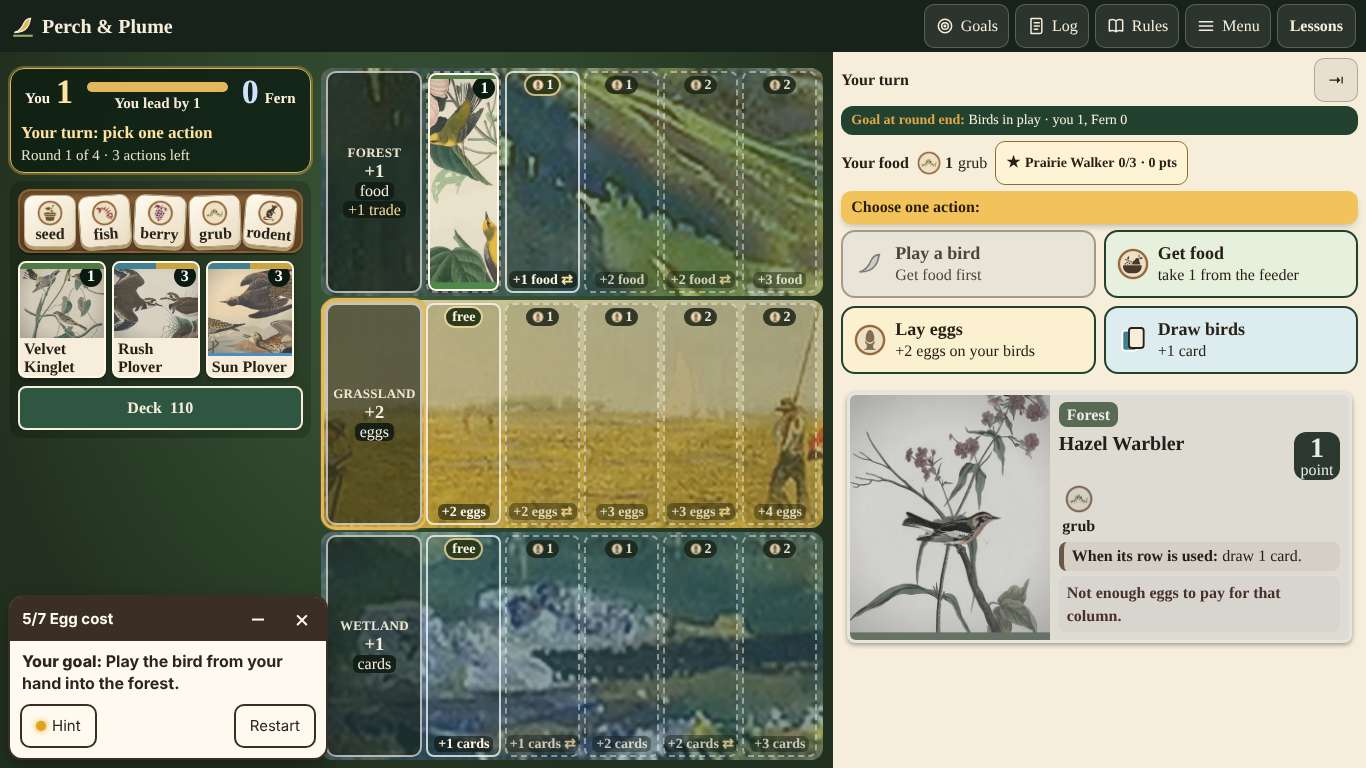 Perch & Plume
Goals
Log
Rules
Menu
Lessons
You 1
You lead by 1
0 Fern
Your turn: pick one action
Round 1 of 4 · 3 actions left
seed
fish
berry
grub
rodent
1
Velvet
Kinglet
3
Rush
Plover
3
Sun Plover
Deck 110
FOREST
+1
food
+1 trade
1
1
+1 food ⇄
1
+2 food
2
+2 food ⇄
2
+3 food
GRASSLAND
+2
eggs
free
+2 eggs
1
+2 eggs ⇄
1
+3 eggs
2
+3 eggs ⇄
2
+4 eggs
WETLAND
+1
cards
free
+1 cards
1
+1 cards ⇄
1
+2 cards
2
+2 cards ⇄
2
+3 cards
5/7 Egg cost
Your goal: Play the bird from your
hand into the forest.
Hint
Restart
Your turn
Goal at round end: Birds in play · you 1, Fern 0
Your food 1 grub
★ Prairie Walker 0/3 · 0 pts
Choose one action:
Play a bird
Get food first
Get food
take 1 from the feeder
Lay eggs
+2 eggs on your birds
Draw birds
+1 card
Forest
Hazel Warbler
1
point
grub
When its row is used: draw 1 card.
Not enough eggs to pay for that
column.